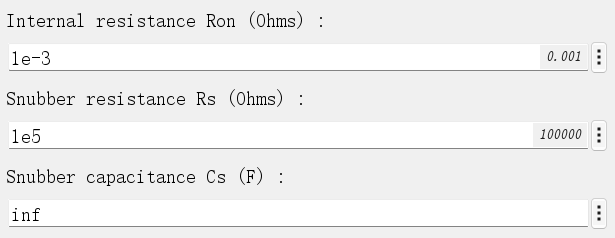 Internal resistance Ron (Ohms) :
1e-3 0.001
Snubber resistance Rs (Ohms) :
1e5 100000
Snubber capacitance Cs (F) :
inf